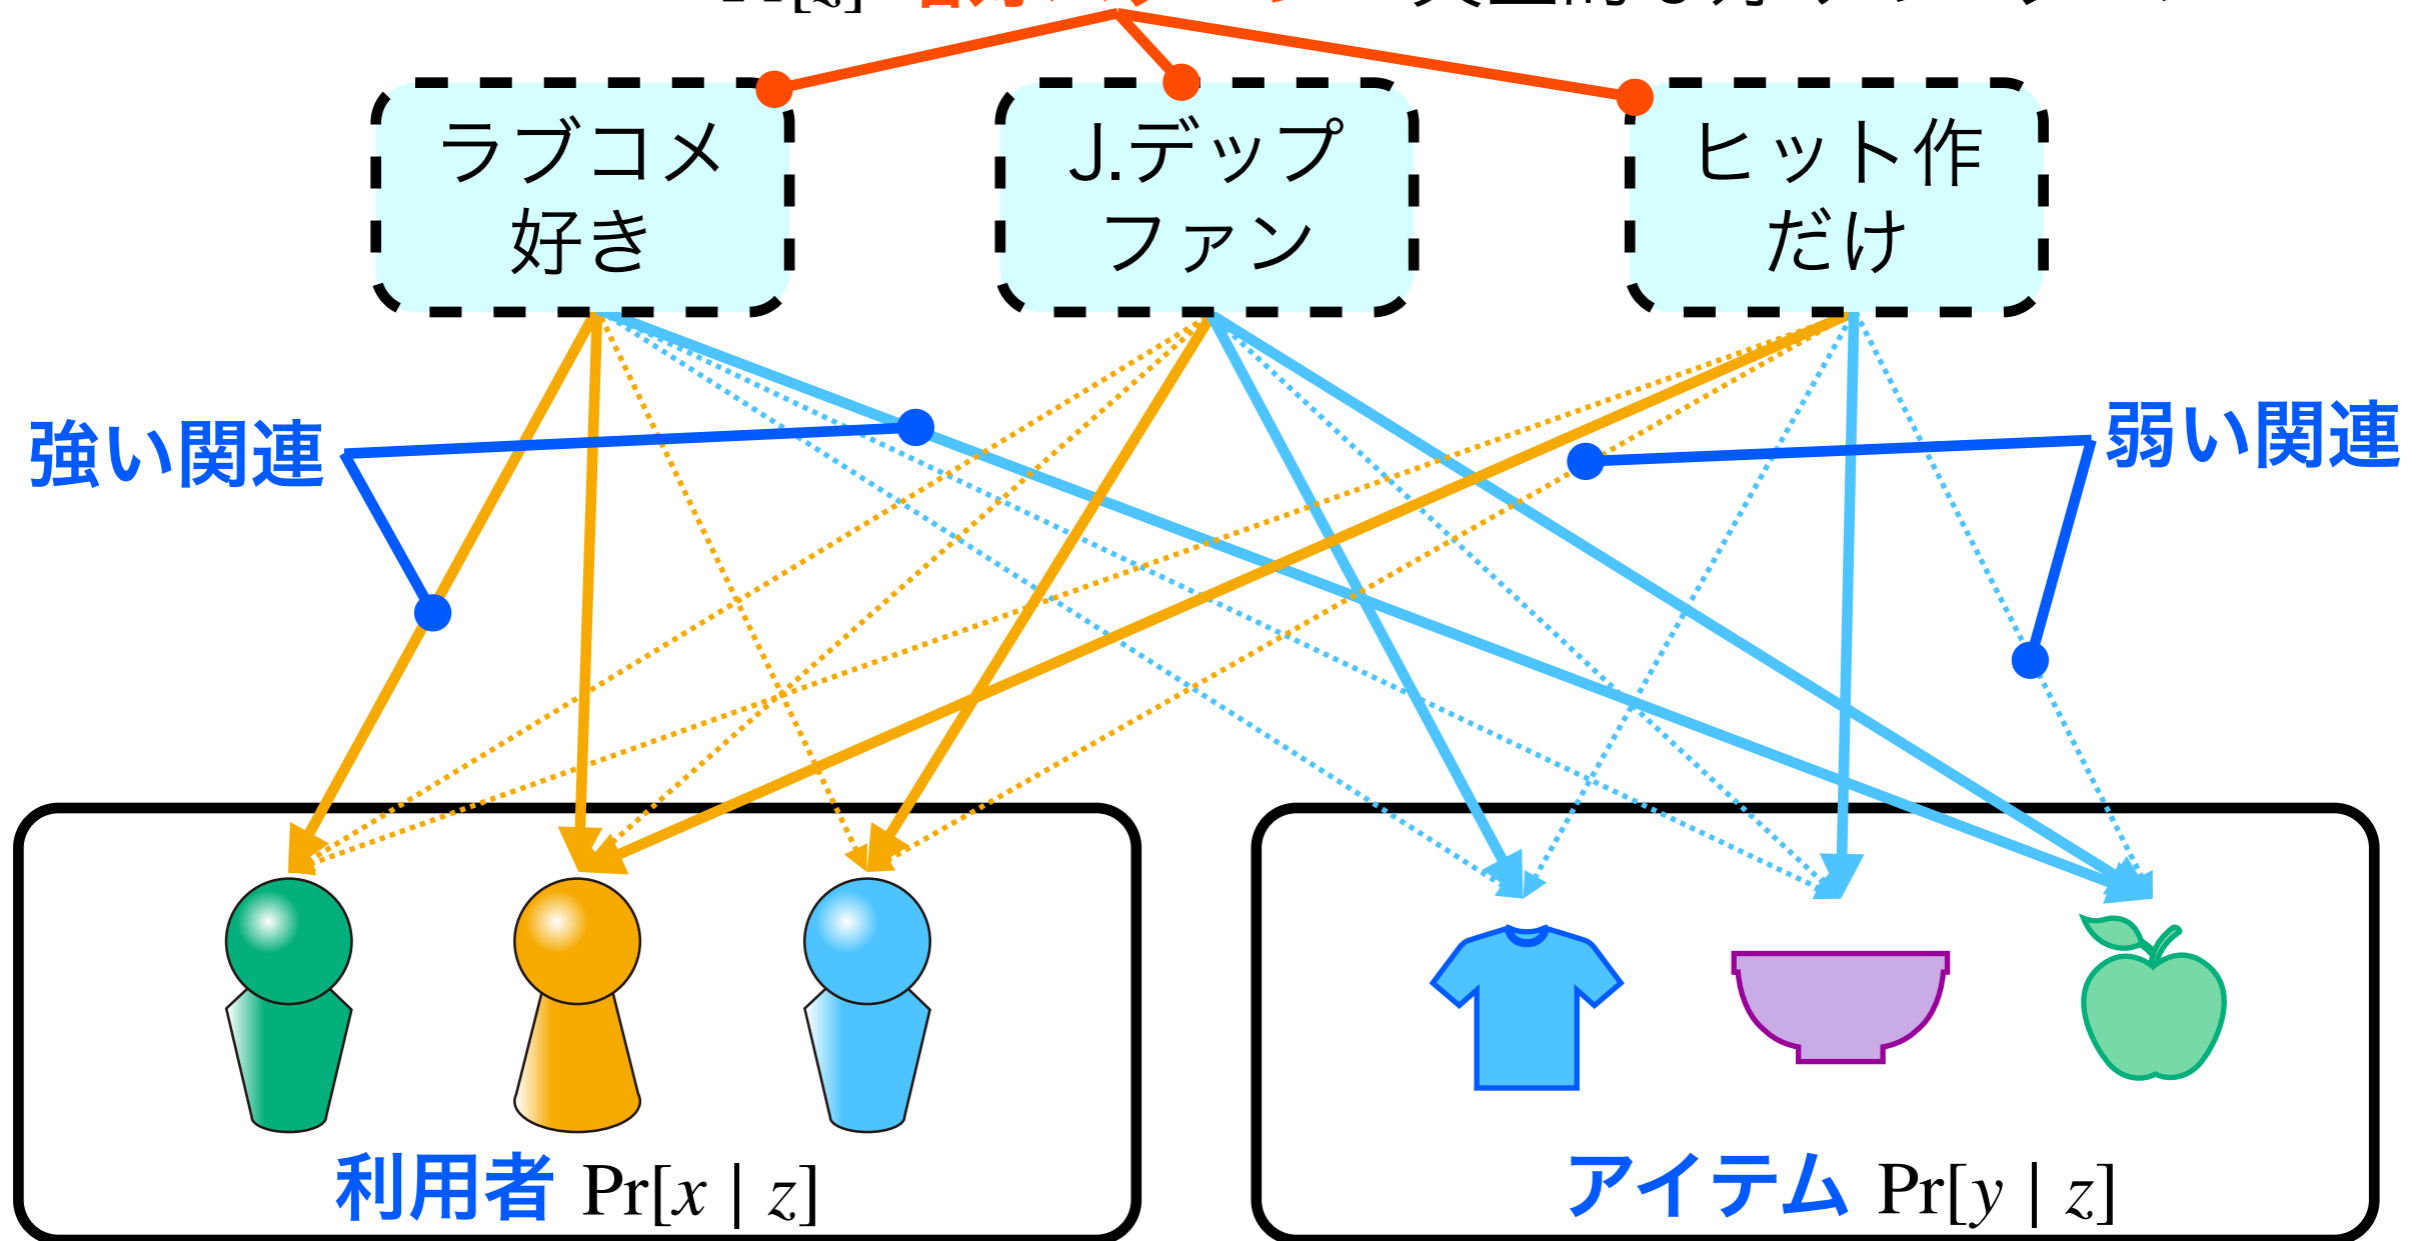 ラブコメ
好き
J.デップ
ファン
ヒット作
だけ
強い関連
弱い関連
利用者 Pr[x | z]
アイテム Pr[y | z]